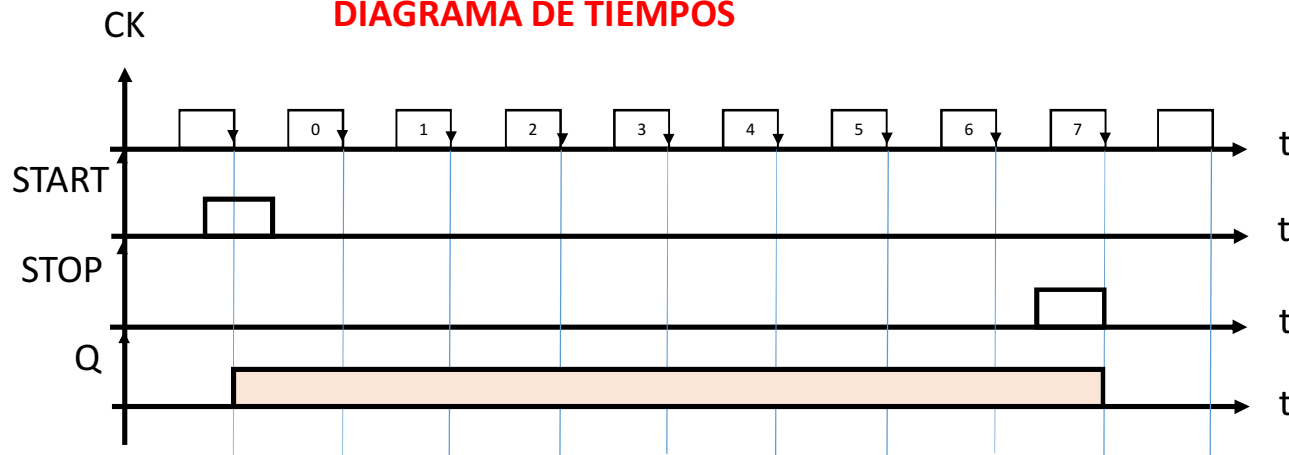 DIAGRAMA DE TIEMPOS
CK
0 1 2 3 4 5 6 7
t
START
t
STOP
t
Q
t